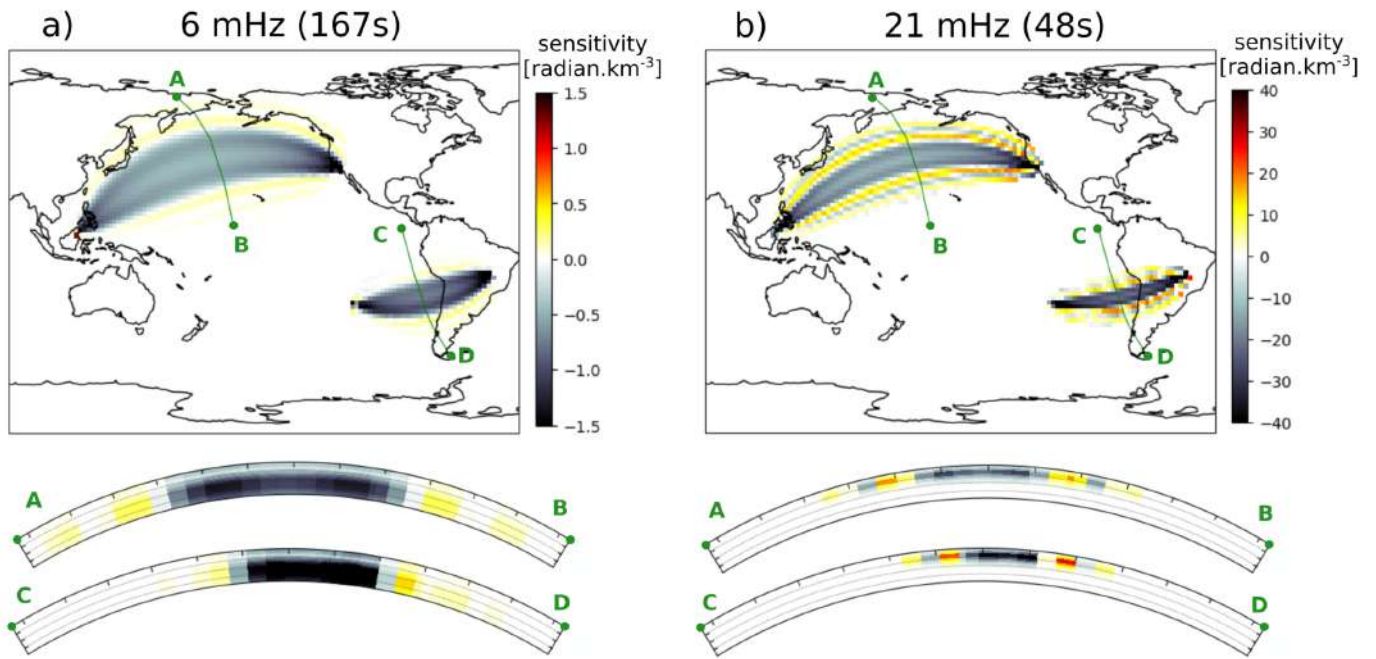 a) 6 mHz (167s)
sensitivity
[radian.km-3]
1.5
1.0
0.5
0.0
−0.5
−1.0
−1.5
A
B
C
D
b) 21 mHz (48s)
sensitivity
[radian.km-3]
40
30
20
10
0
−10
−20
−30
−40
A
B
C
D
A B
C D
A B
C D